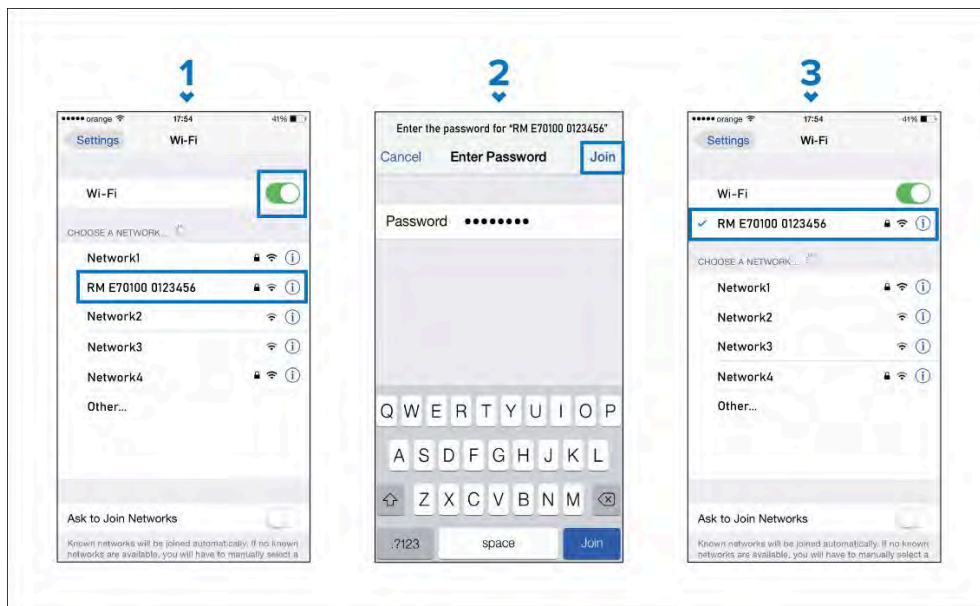 1
orange 17:54 41%
Settings Wi-Fi
Wi-Fi
CHOOSE A NETWORK...
Network1
RM E70100 0123456
Network2
Network3
Network4
Other...
Ask to Join Networks
Known networks will be joined automatically. If no known
networks are available, you will have to manually select a
2
Enter the password for "RM E70100 0123456"
Cancel Enter Password Join
Password ••••••••
Q W E R T Y U I O P
A S D F G H J K L
Z X C V B N M
.?123 space Join
3
orange 17:54 41%
Settings Wi-Fi
Wi-Fi
RM E70100 0123456
CHOOSE A NETWORK...
Network1
Network2
Network3
Network4
Other...
Ask to Join Networks
Known networks will be joined automatically. If no known
networks are available, you will have to manually select a